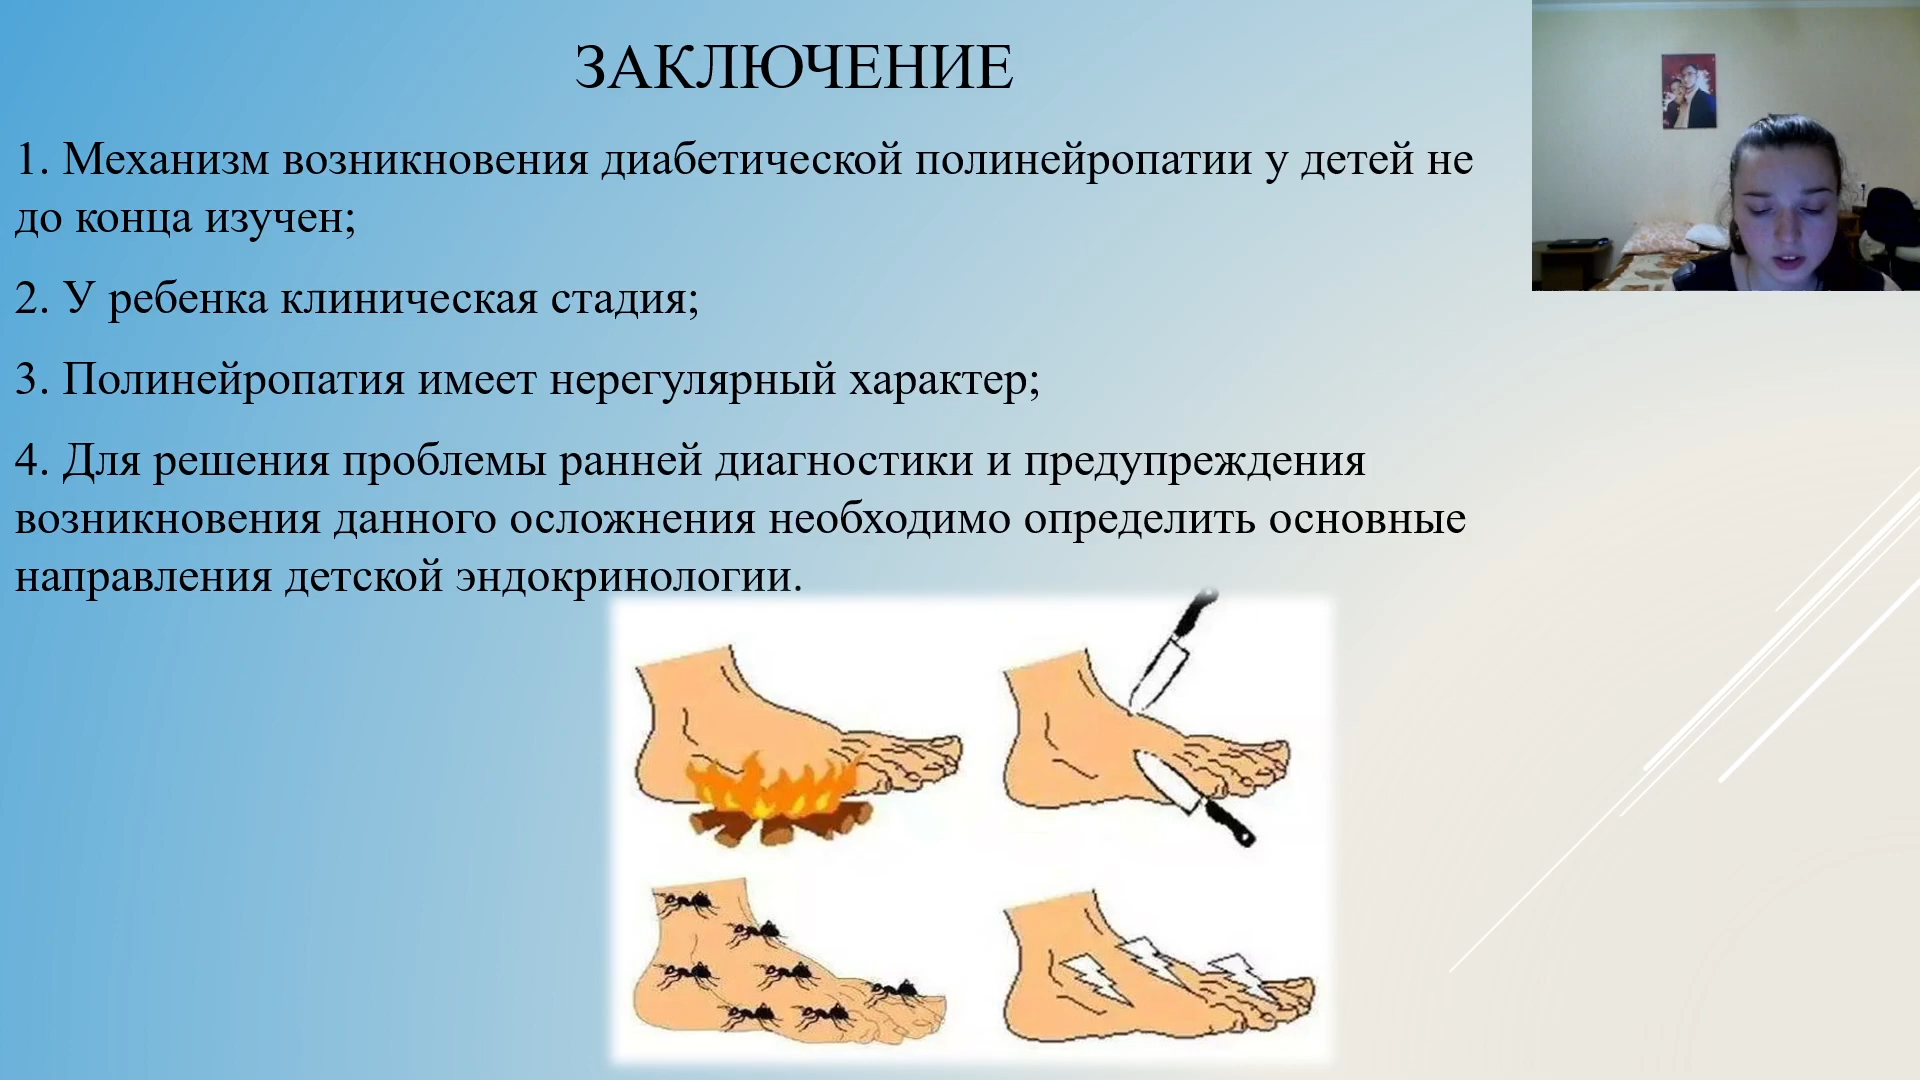 ЗАКЛЮЧЕНИЕ
1. Механизм возникновения диабетической полинейропатии у детей не
до конца изучен;
2. У ребенка клиническая стадия;
3. Полинейропатия имеет нерегулярный характер;
4. Для решения проблемы ранней диагностики и предупреждения
возникновения данного осложнения необходимо определить основные
направления детской эндокринологии.